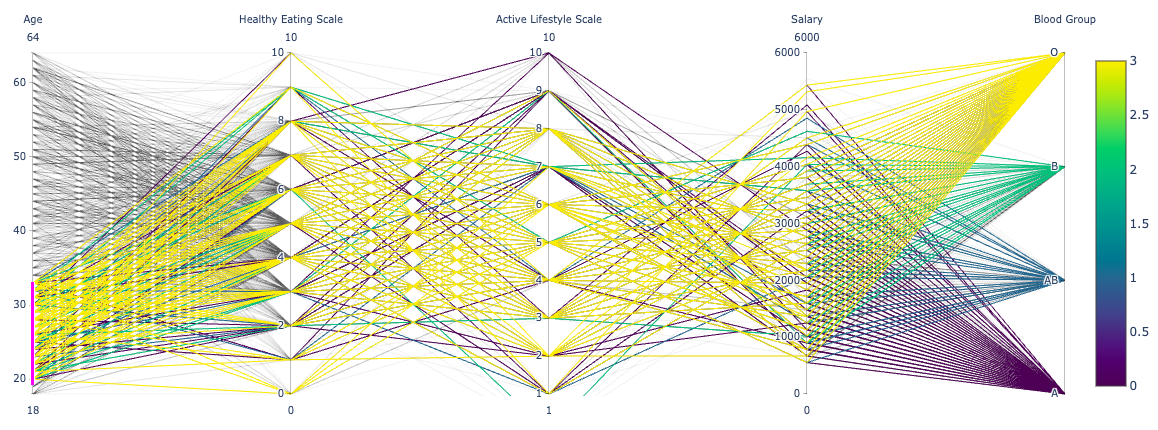 Age Healthy Eating Scale Active Lifestyle Scale Salary Blood Group
64 10 10 6000
10 10 6000 O 3
9
60 5000 2.5
8 8
50 7 4000 B 2
6 6
3000 1.5
40 5
4 4 2000 AB 1
30 3
2 2 1000 0.5
20
0 1 0 A 0
18 0 1 0